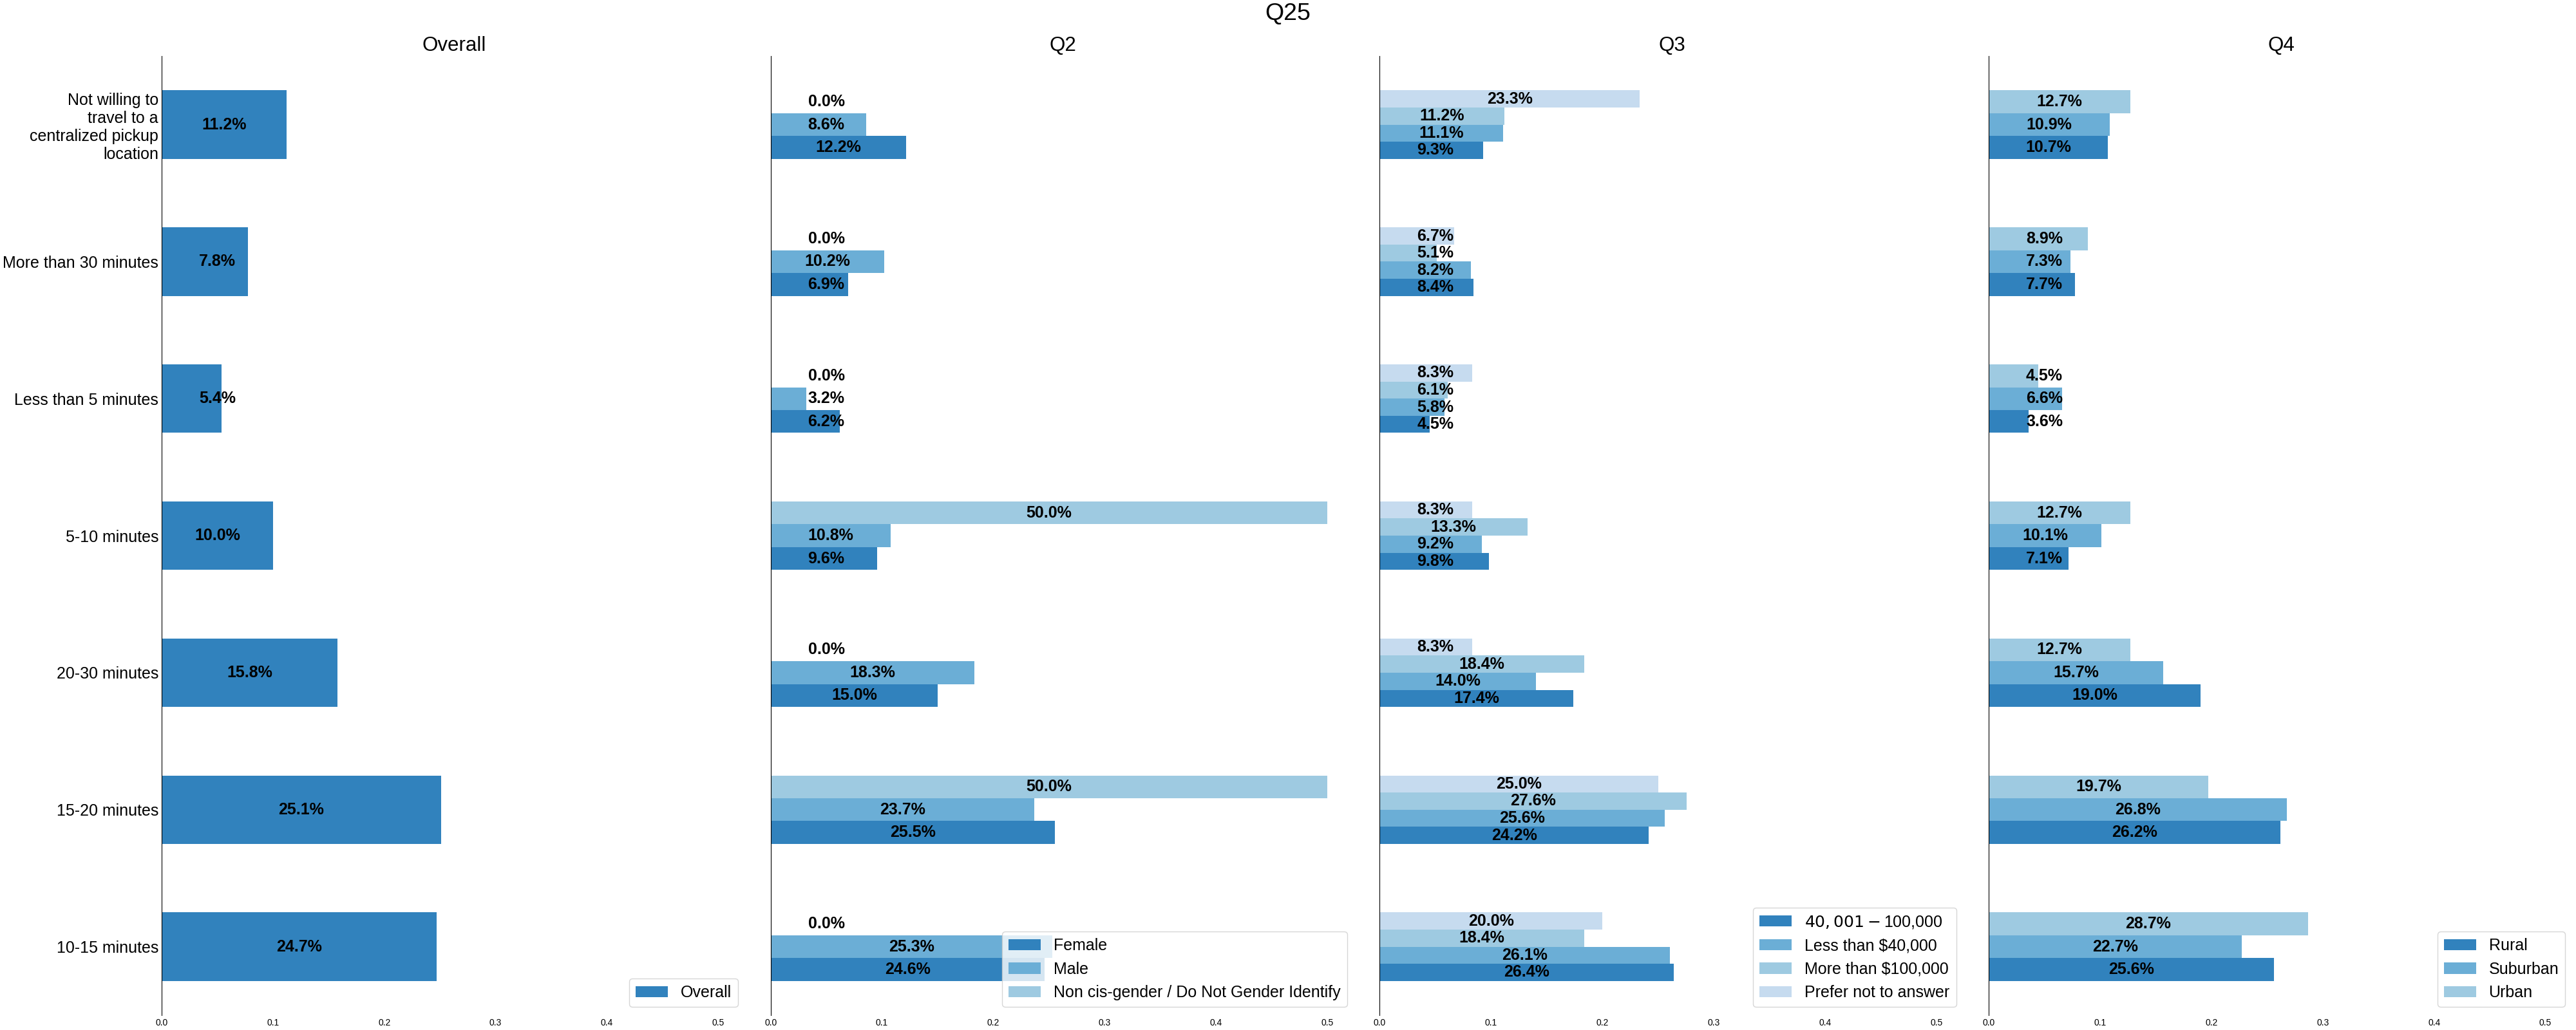 Q25
Overall
Not willing to
travel to a
centralized pickup
location
11.2%
More than 30 minutes
7.8%
Less than 5 minutes
5.4%
5-10 minutes
10.0%
20-30 minutes
15.8%
15-20 minutes
25.1%
10-15 minutes
24.7%
Overall
0.0 0.1 0.2 0.3 0.4 0.5
Q2
0.0%
8.6%
12.2%
0.0%
10.2%
6.9%
0.0%
3.2%
6.2%
50.0%
10.8%
9.6%
0.0%
18.3%
15.0%
50.0%
23.7%
25.5%
0.0%
25.3%
24.6%
Female
Male
Non cis-gender / Do Not Gender Identify
0.0 0.1 0.2 0.3 0.4 0.5
Q3
23.3%
11.2%
11.1%
9.3%
6.7%
5.1%
8.2%
8.4%
8.3%
6.1%
5.8%
4.5%
8.3%
13.3%
9.2%
9.8%
8.3%
18.4%
14.0%
17.4%
25.0%
27.6%
25.6%
24.2%
20.0%
18.4%
26.1%
26.4%
40,001-100,000
Less than $40,000
More than $100,000
Prefer not to answer
0.0 0.1 0.2 0.3 0.4 0.5
Q4
12.7%
10.9%
10.7%
8.9%
7.3%
7.7%
4.5%
6.6%
3.6%
12.7%
10.1%
7.1%
12.7%
15.7%
19.0%
19.7%
26.8%
26.2%
28.7%
22.7%
25.6%
Rural
Suburban
Urban
0.0 0.1 0.2 0.3 0.4 0.5